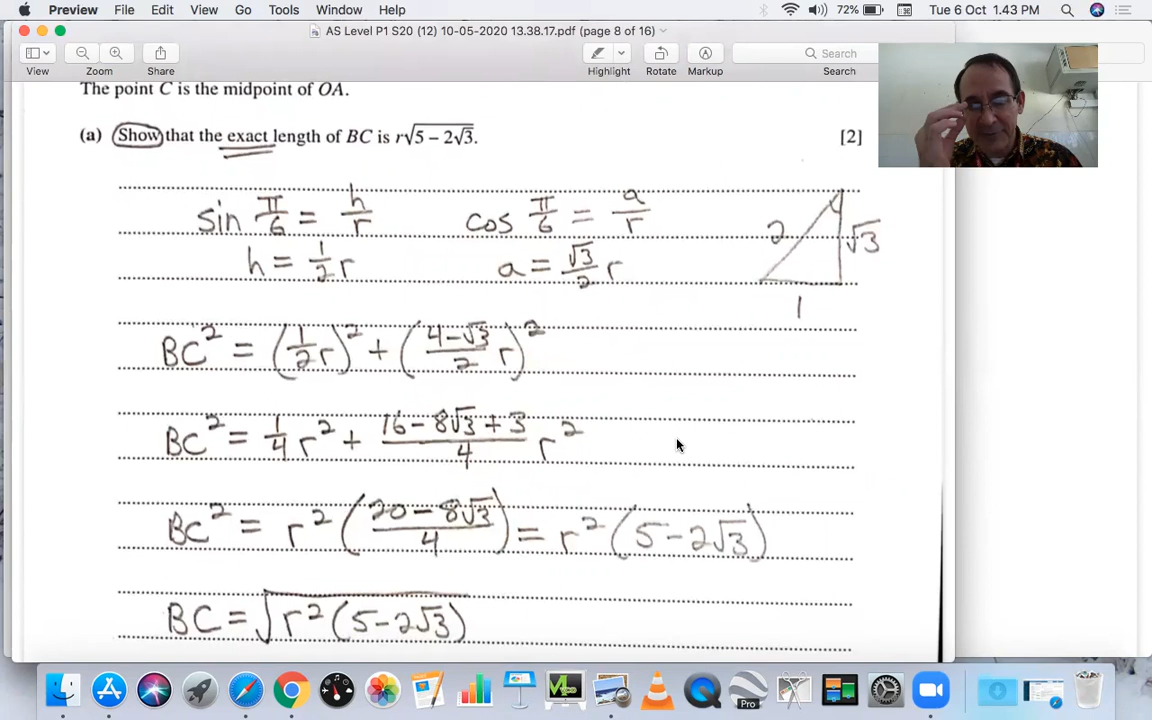 Preview File Edit View Go Tools Window Help 72% Tue 6 Oct 1.43 PM
AS Level P1 S20 (12) 10-05-2020 13.38.17.pdf (page 8 of 16)
View Zoom Share Highlight Rotate Markup Search
Search
The point C is the midpoint of OA.
(a) Show that the exact length of BC is r√(5 − 2√3). [2]
sin π/6 = h/r cos π/6 = a/r
h = 1/2 r a = √3/2 r
2 √3
1
BC² = (1/2 r)² + ((4−√3)/2 r)²
BC² = 1/4 r² + (16 − 8√3 + 3)/4 r²
BC² = r² ((20 − 8√3)/4) = r² (5 − 2√3)
BC = √(r² (5 − 2√3))
Pro